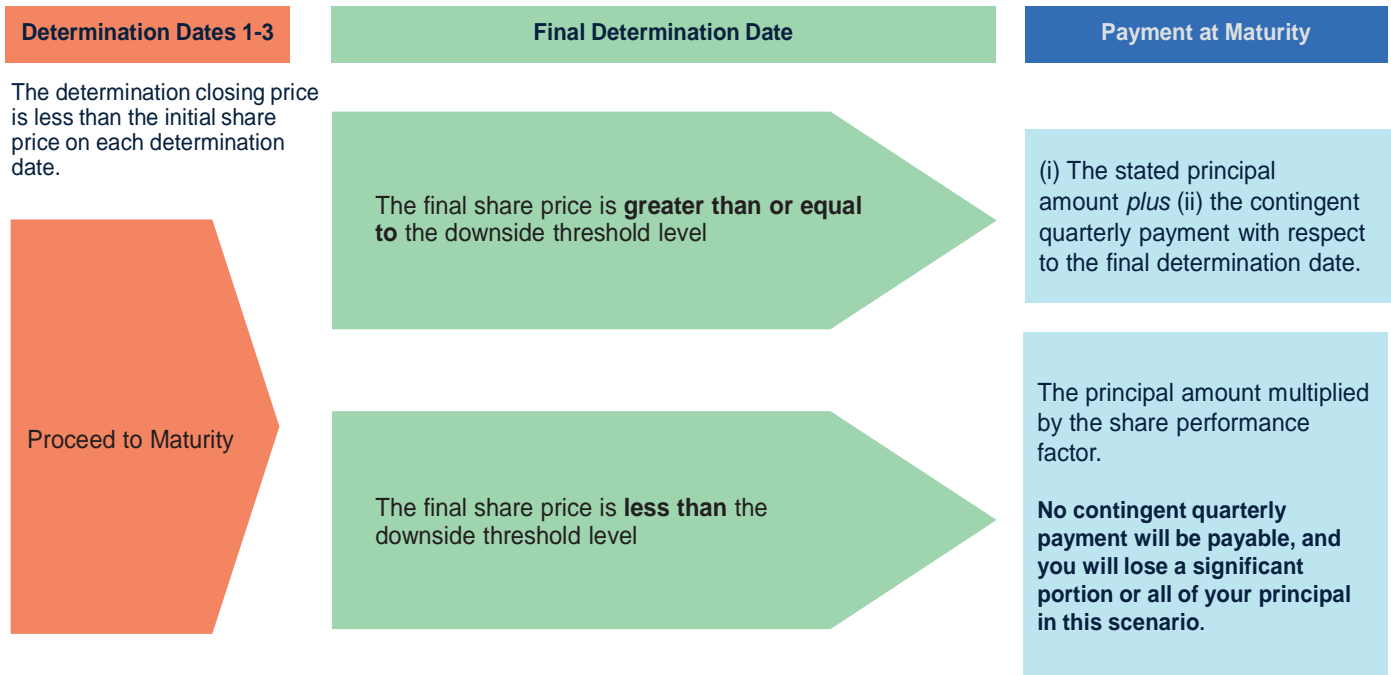 Determination Dates 1-3
Final Determination Date
Payment at Maturity
The determination closing price
is less than the initial share
price on each determination
date.
Proceed to Maturity
The final share price is greater than or equal
to the downside threshold level
(i) The stated principal
amount plus (ii) the contingent
quarterly payment with respect
to the final determination date.
The final share price is less than the
downside threshold level
The principal amount multiplied
by the share performance
factor.
No contingent quarterly
payment will be payable, and
you will lose a significant
portion or all of your principal
in this scenario.